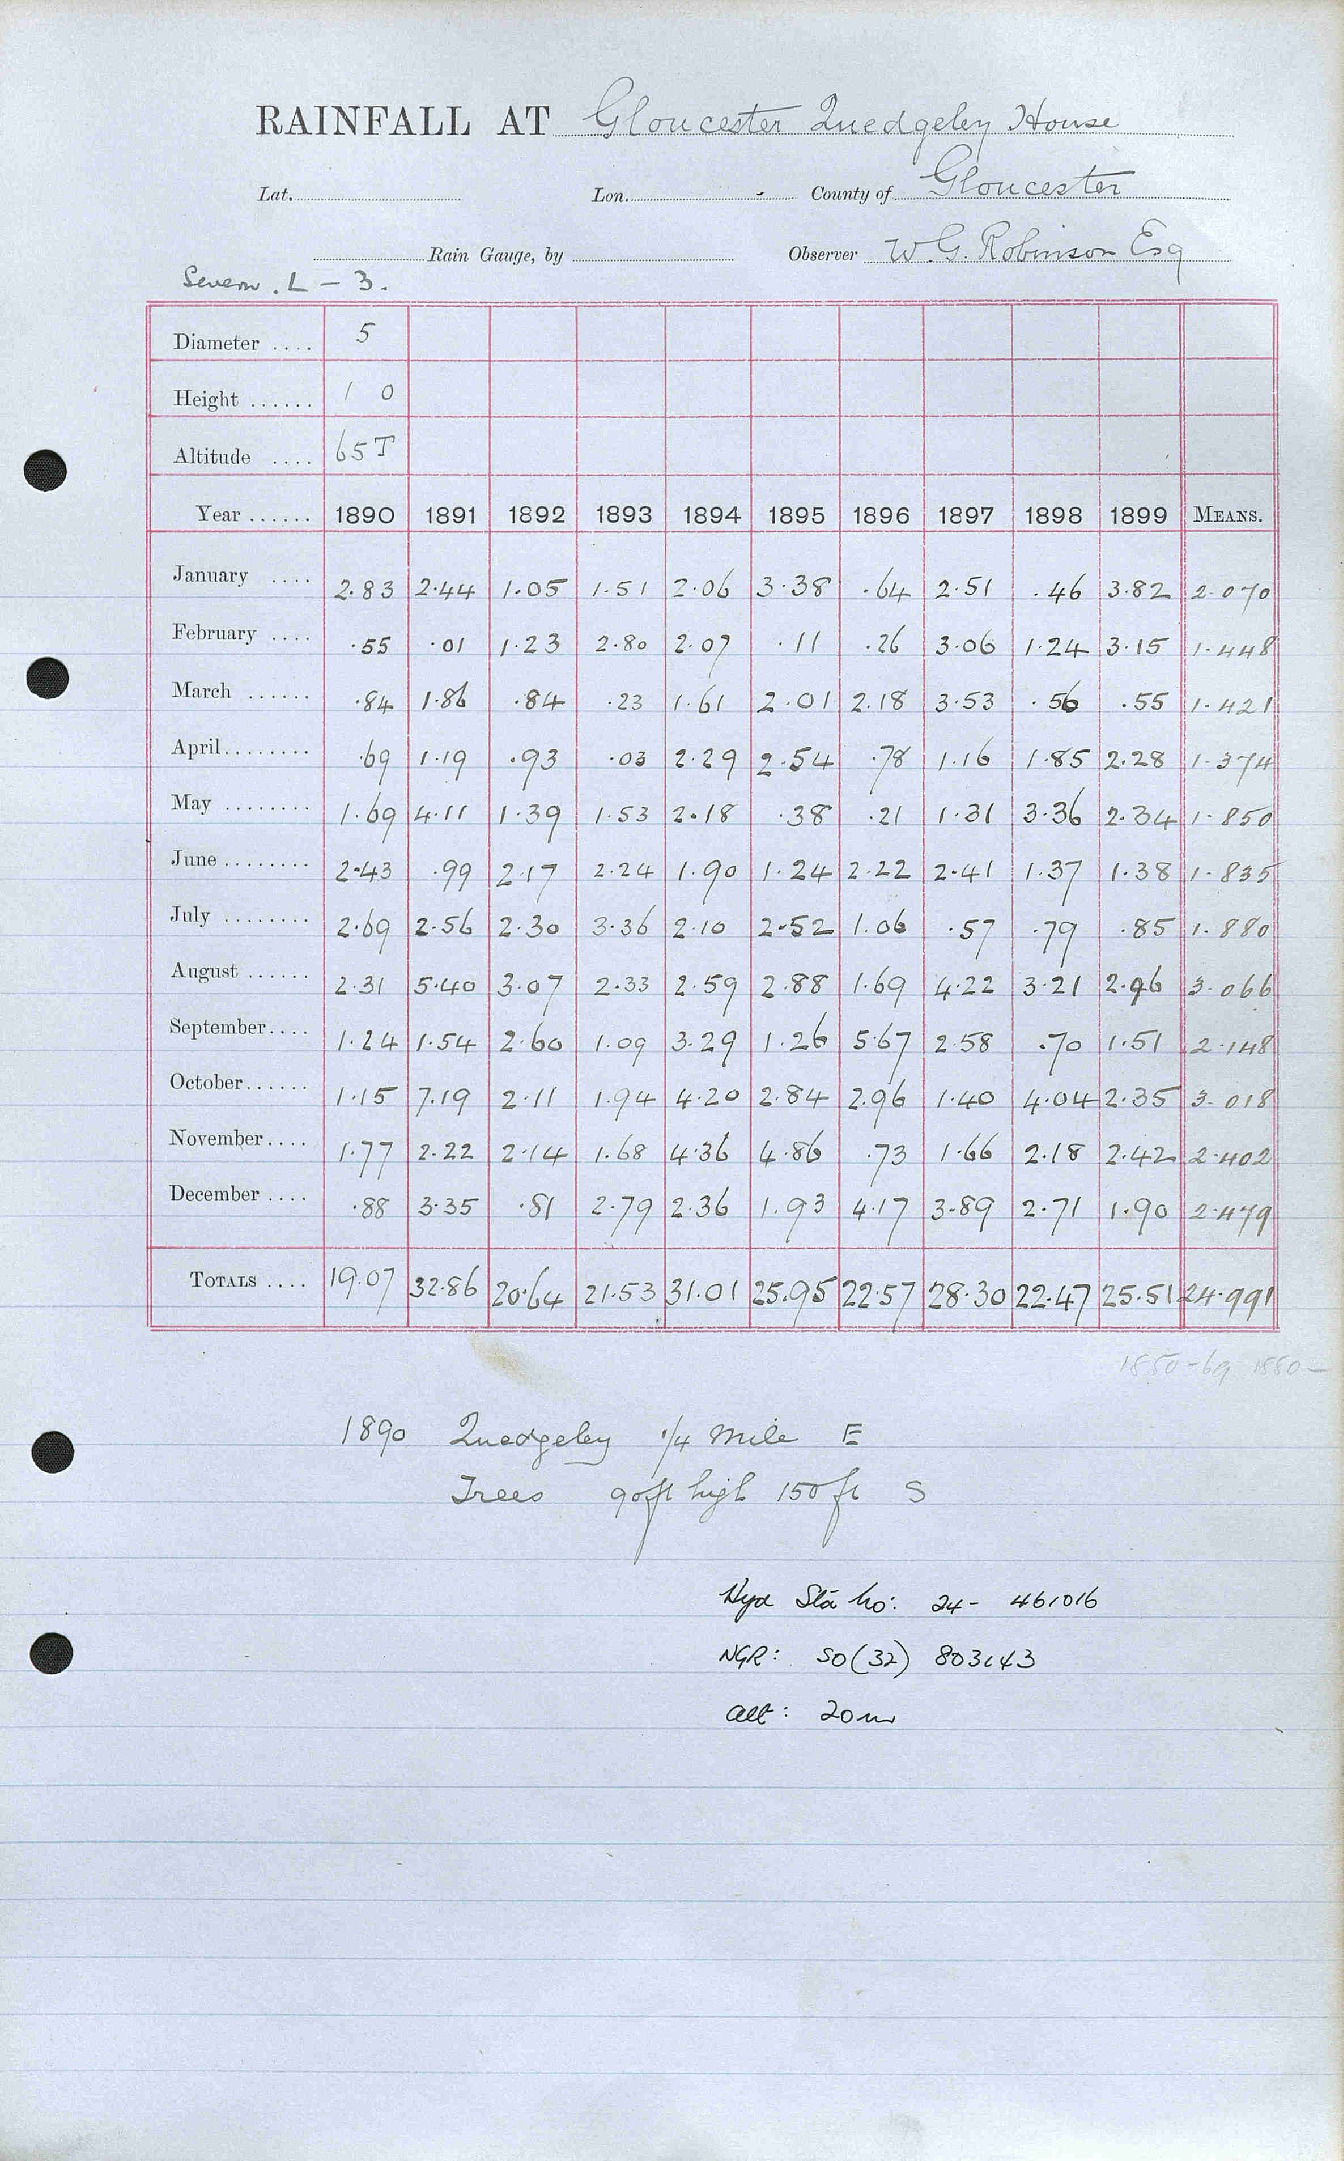 RAINFALL AT Gloucester Quedgeley House
Lat. Lon. County of Gloucester
Rain Gauge, by Observer W. G. Robinson Esq
Severn. L - 3.
Diameter .... 5
Height ...... 1 0
Altitude .... 65 T
Year ...... 1890 1891 1892 1893 1894 1895 1896 1897 1898 1899 MEANS.
January .... 2.83 2.44 1.05 1.51 2.06 3.38 .64 2.51 .46 3.82 2.070
February .... .55 .01 1.23 2.80 2.07 .11 .26 3.06 1.24 3.15 1.448
March ...... .84 1.86 .84 .23 1.61 2.01 2.18 3.53 .56 .55 1.421
April ........ .69 1.19 .93 .03 2.29 2.54 .78 1.16 1.85 2.28 1.374
May ........ 1.69 4.11 1.39 1.53 2.18 .38 .21 1.31 3.36 2.34 1.850
June ........ 2.43 .99 2.17 2.24 1.90 1.24 2.22 2.41 1.37 1.38 1.835
July ........ 2.69 2.56 2.30 3.36 2.10 2.52 1.06 .57 .79 .85 1.880
August ...... 2.31 5.40 3.07 2.33 2.59 2.88 1.69 4.22 3.21 2.96 3.066
September .... 1.24 1.54 2.60 1.09 3.29 1.26 5.67 2.58 .70 1.51 2.148
October ...... 1.15 7.19 2.11 1.94 4.20 2.84 2.96 1.40 4.04 2.35 3.018
November .... 1.77 2.22 2.14 1.68 4.36 4.86 .73 1.66 2.18 2.42 2.402
December .... .88 3.35 .81 2.79 2.36 1.93 4.17 3.89 2.71 1.90 2.479
TOTALS .... 19.07 32.86 20.64 21.53 31.01 25.95 22.57 28.30 22.47 25.51 24.991
1850-69 1880-
1890 Quedgeley 1/4 mile E
Trees 90ft high 150 ft S
Hyd Sta No: 24- 461016
NGR: SO(32) 803143
alt: 20m